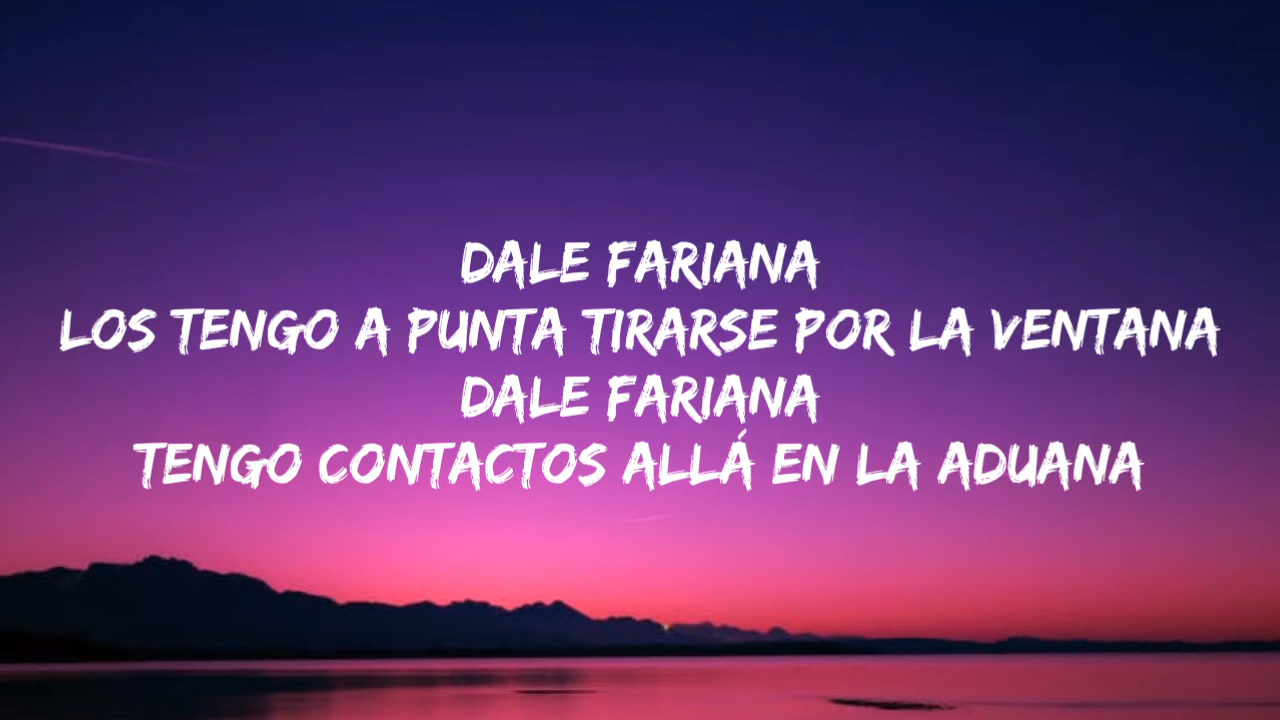 DALE FARIANA
LOS TENGO A PUNTA TIRARSE POR LA VENTANA
DALE FARIANA
TENGO CONTACTOS ALLÁ EN LA ADUANA